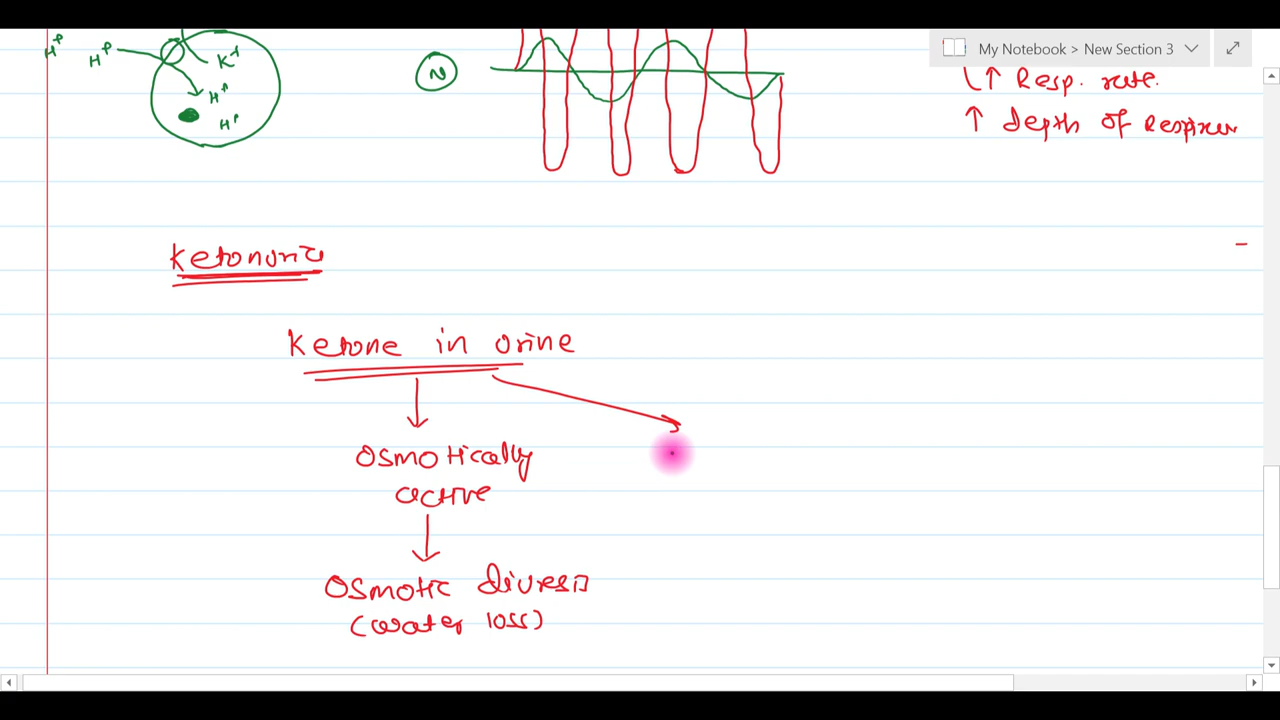 H+ H+ K+
H+
H+
N
My Notebook > New Section 3
↑ Resp. rate.
↑ depth of Respiran
Ketonuria
Ketone in urine
Osmotically
active
Osmotic diuresis
(water loss)